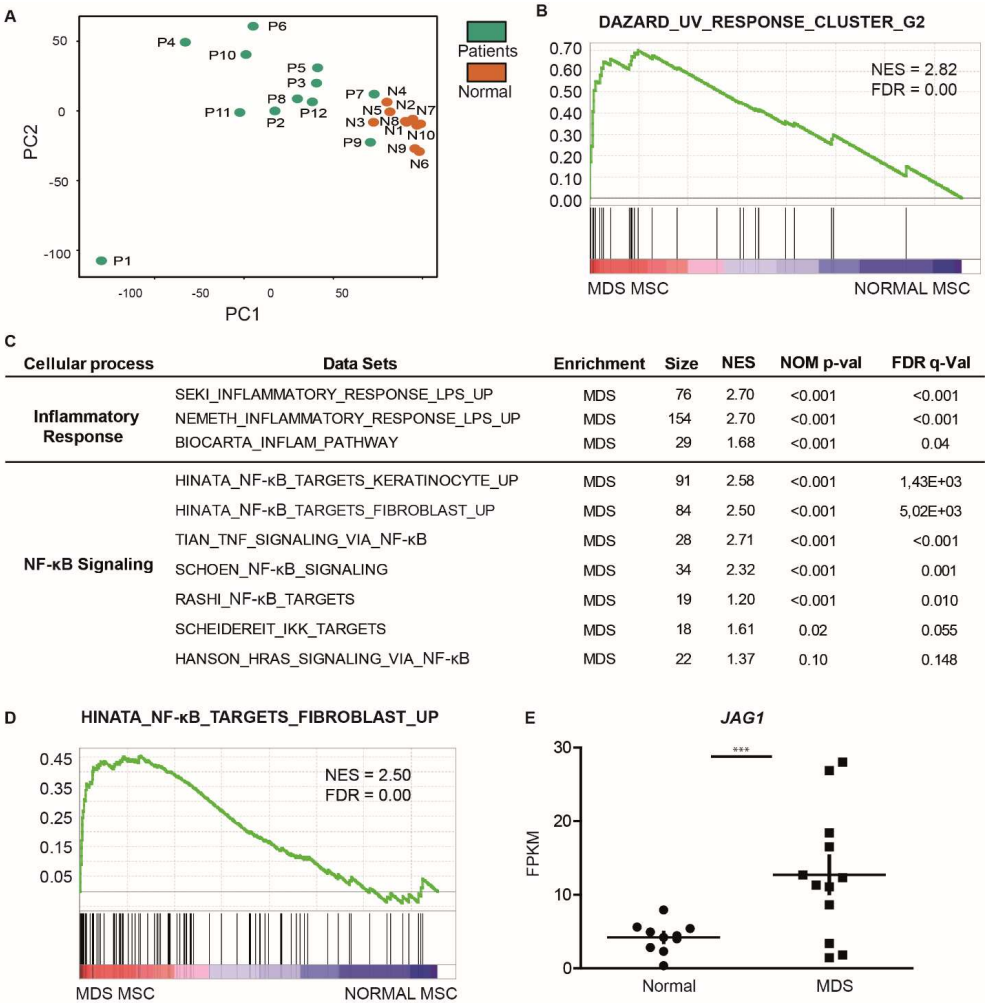 A
50
0
-50
-100
PC2
P4
P6
P10
P5
P3
P8
P11
P2
P12
P7
N4
N5
N2
N7
N3
N8
N1
N10
P9
N9
N6
P1
-100
-50
0
50
PC1
Patients
Normal
B
DAZARD_UV_RESPONSE_CLUSTER_G2
0.70
0.60
0.50
0.40
0.30
0.20
0.10
0.00
NES = 2.82
FDR = 0.00
MDS MSC NORMAL MSC
C
Cellular process Data Sets Enrichment Size NES NOM p-val FDR q-Val
Inflammatory
Response
SEKI_INFLAMMATORY_RESPONSE_LPS_UP MDS 76 2.70 <0.001 <0.001
NEMETH_INFLAMMATORY_RESPONSE_LPS_UP MDS 154 2.70 <0.001 <0.001
BIOCARTA_INFLAM_PATHWAY MDS 29 1.68 <0.001 0.04
NF-κB Signaling
HINATA_NF-κB_TARGETS_KERATINOCYTE_UP MDS 91 2.58 <0.001 1,43E+03
HINATA_NF-κB_TARGETS_FIBROBLAST_UP MDS 84 2.50 <0.001 5,02E+03
TIAN_TNF_SIGNALING_VIA_NF-κB MDS 28 2.71 <0.001 <0.001
SCHOEN_NF-κB_SIGNALING MDS 34 2.32 <0.001 0.001
RASHI_NF-κB_TARGETS MDS 19 1.20 <0.001 0.010
SCHEIDEREIT_IKK_TARGETS MDS 18 1.61 0.02 0.055
HANSON_HRAS_SIGNALING_VIA_NF-κB MDS 22 1.37 0.10 0.148
D
HINATA_NF-κB_TARGETS_FIBROBLAST_UP
0.45
0.35
0.25
0.15
0.05
NES = 2.50
FDR = 0.00
MDS MSC NORMAL MSC
E
JAG1
***
30
20
10
0
FPKM
Normal MDS